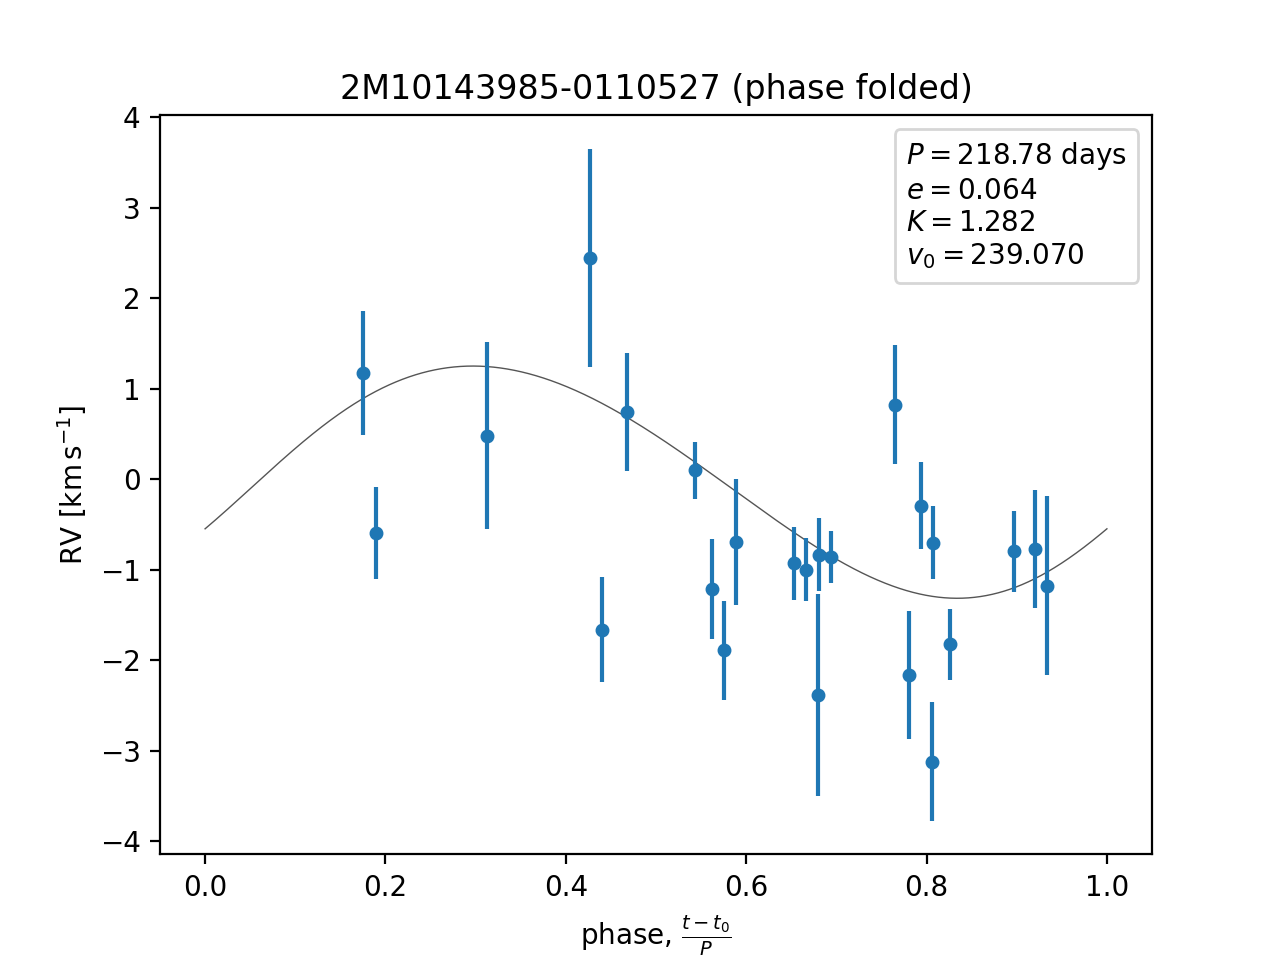 2M10143985-0110527 (phase folded)
P = 218.78 days
e = 0.064
K = 1.282
v₀ = 239.070
4
3
2
1
0
−1
−2
−3
−4
RV [km s⁻¹]
0.0 0.2 0.4 0.6 0.8 1.0
phase, (t − t₀)/P